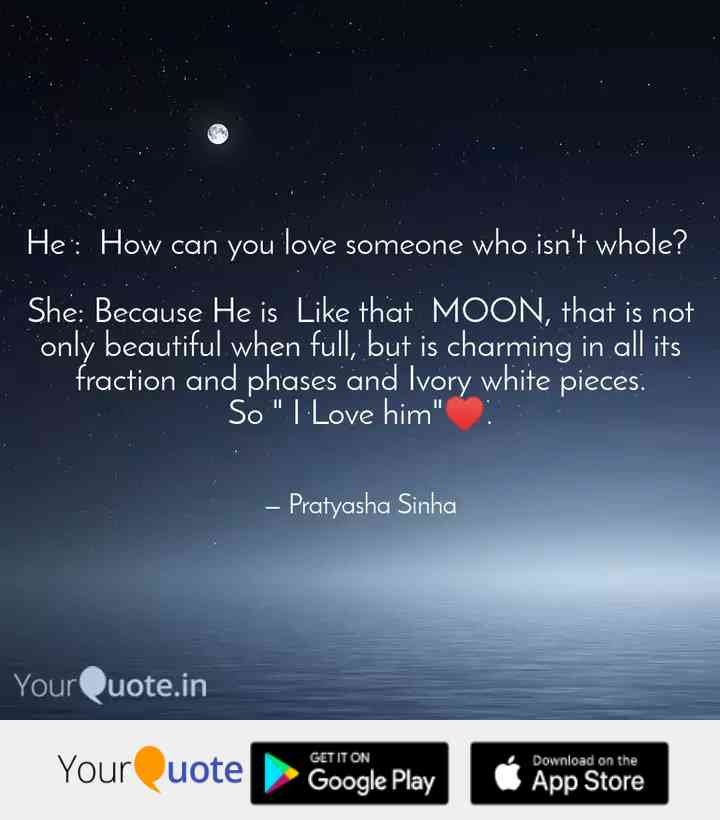 He : How can you love someone who isn't whole?
She: Because He is Like that MOON, that is not
only beautiful when full, but is charming in all its
fraction and phases and Ivory white pieces.
So " I Love him"♥️.
– Pratyasha Sinha
YourQuote.in
YourQuote
GET IT ON
Google Play
Download on the
App Store